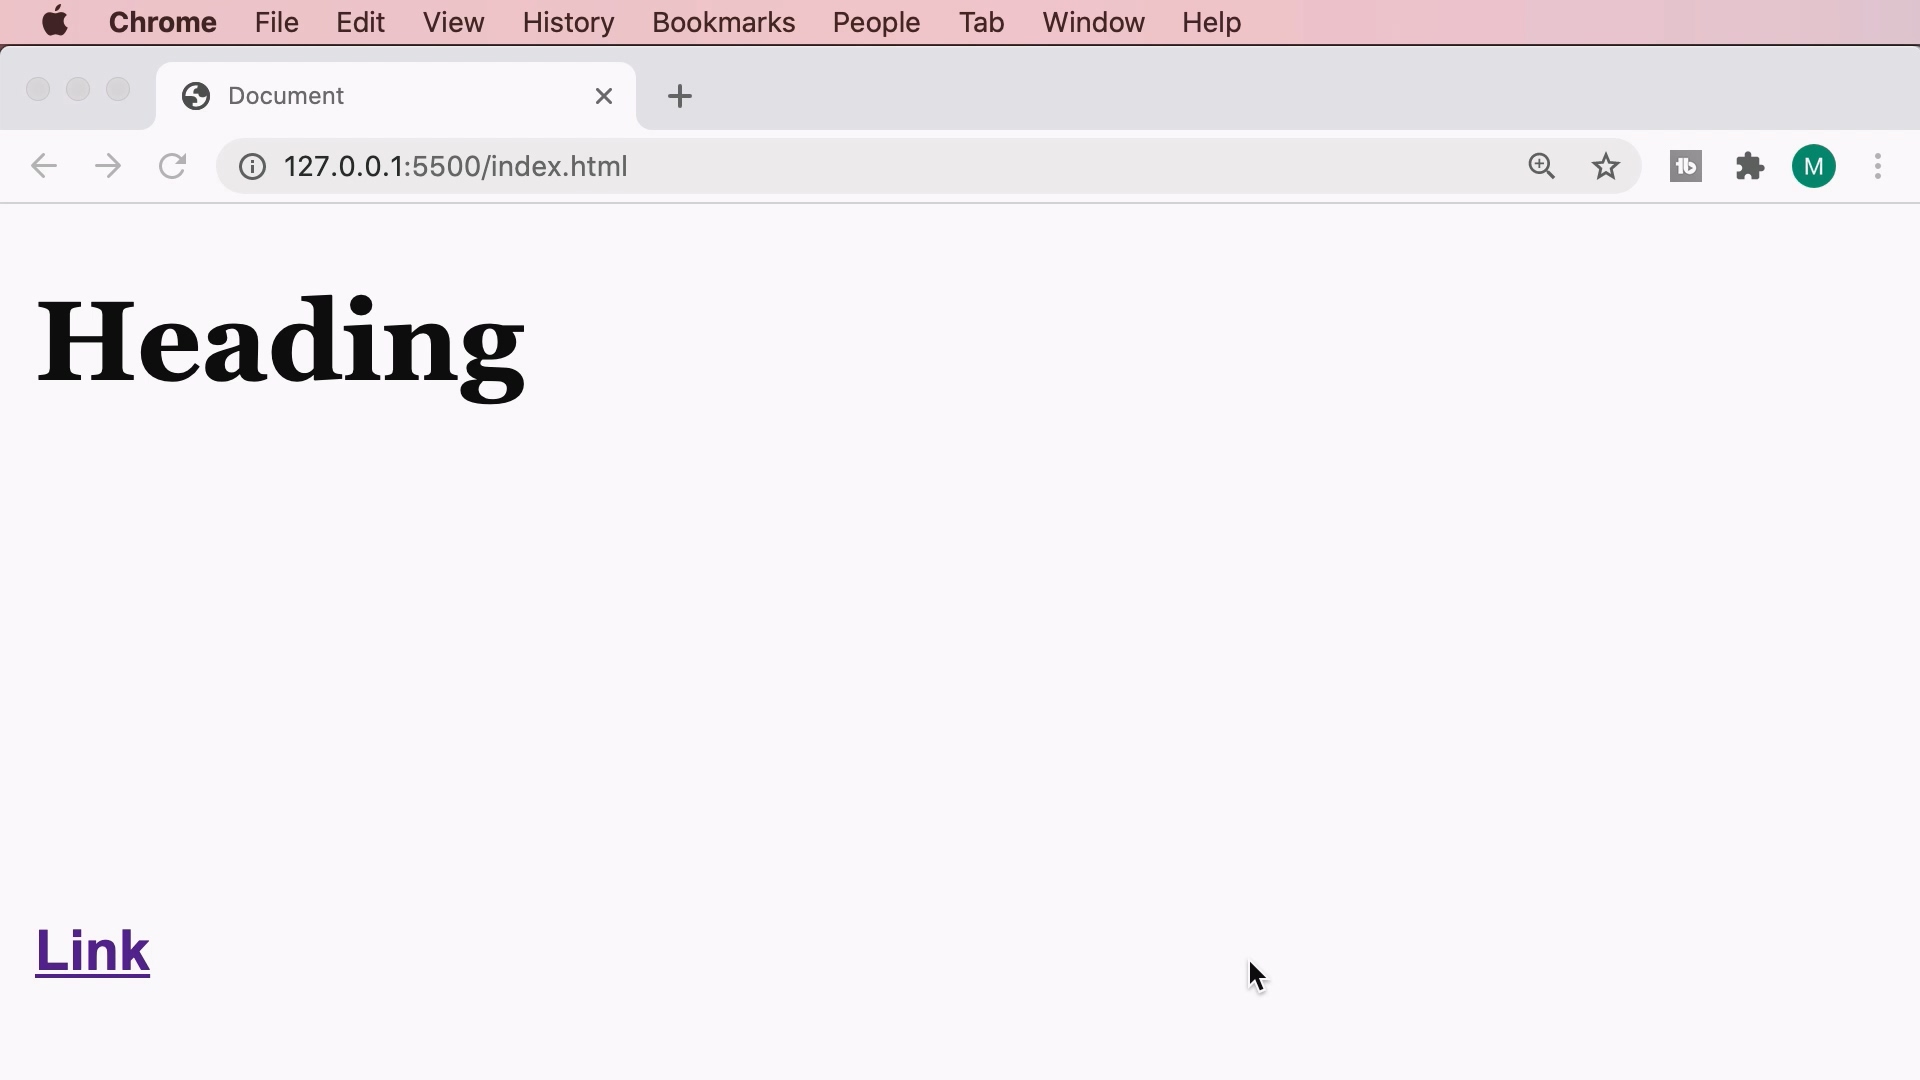 Chrome File Edit View History Bookmarks People Tab Window Help
Document
127.0.0.1:5500/index.html
M
Heading
Link